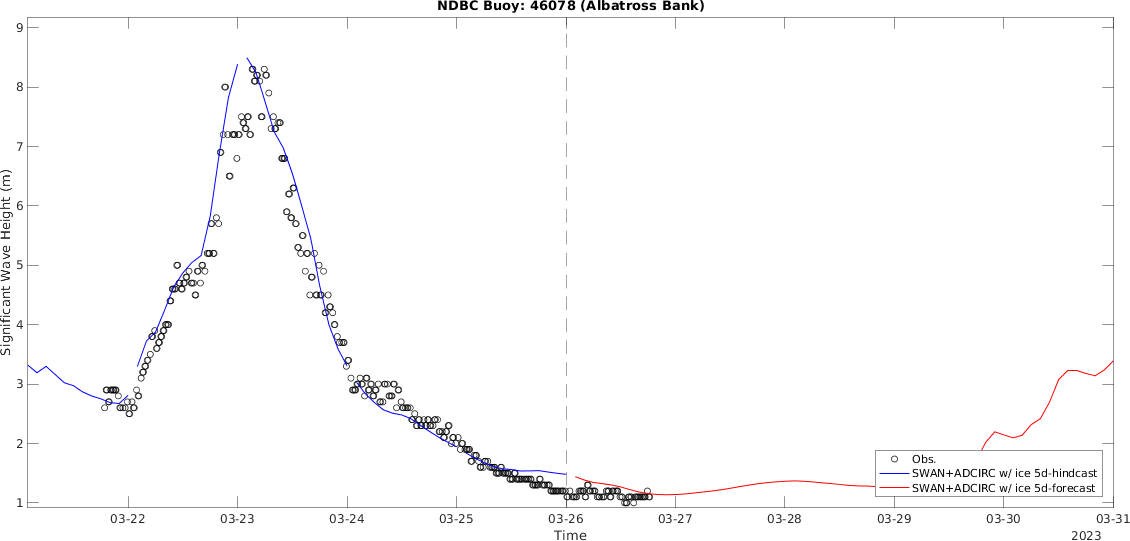 NDBC Buoy: 46078 (Albatross Bank)
9
8
7
6
5
4
3
2
1
Significant Wave Height (m)
Obs.
SWAN+ADCIRC w/ ice 5d-hindcast
SWAN+ADCIRC w/ ice 5d-forecast
03-22 03-23 03-24 03-25 03-26 03-27 03-28 03-29 03-30 03-31
Time
2023